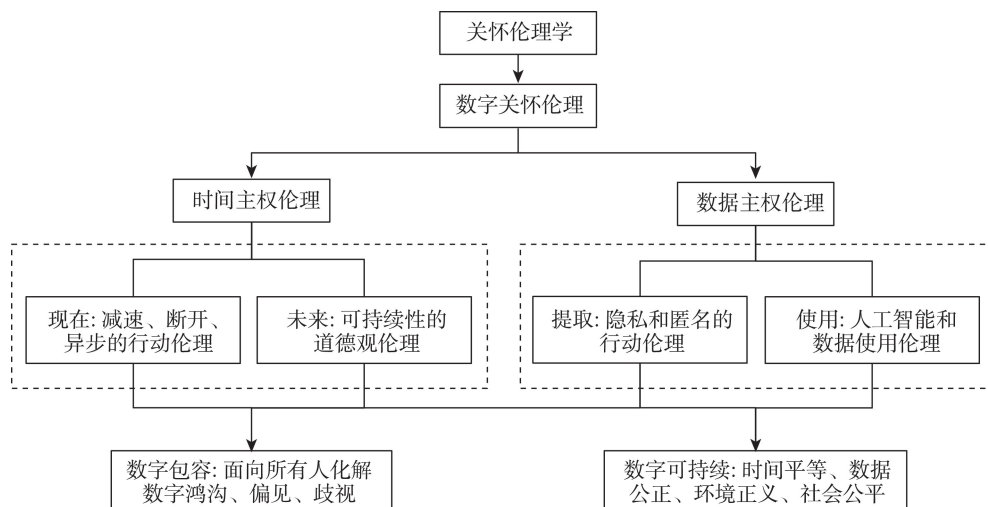 关怀伦理学
数字关怀伦理
时间主权伦理
数据主权伦理
现在: 减速、断开、
异步的行动伦理
未来: 可持续性的
道德观伦理
提取: 隐私和匿名的
行动伦理
使用: 人工智能和
数据使用伦理
数字包容: 面向所有人化解
数字鸿沟、偏见、歧视
数字可持续: 时间平等、数据
公正、环境正义、社会公平